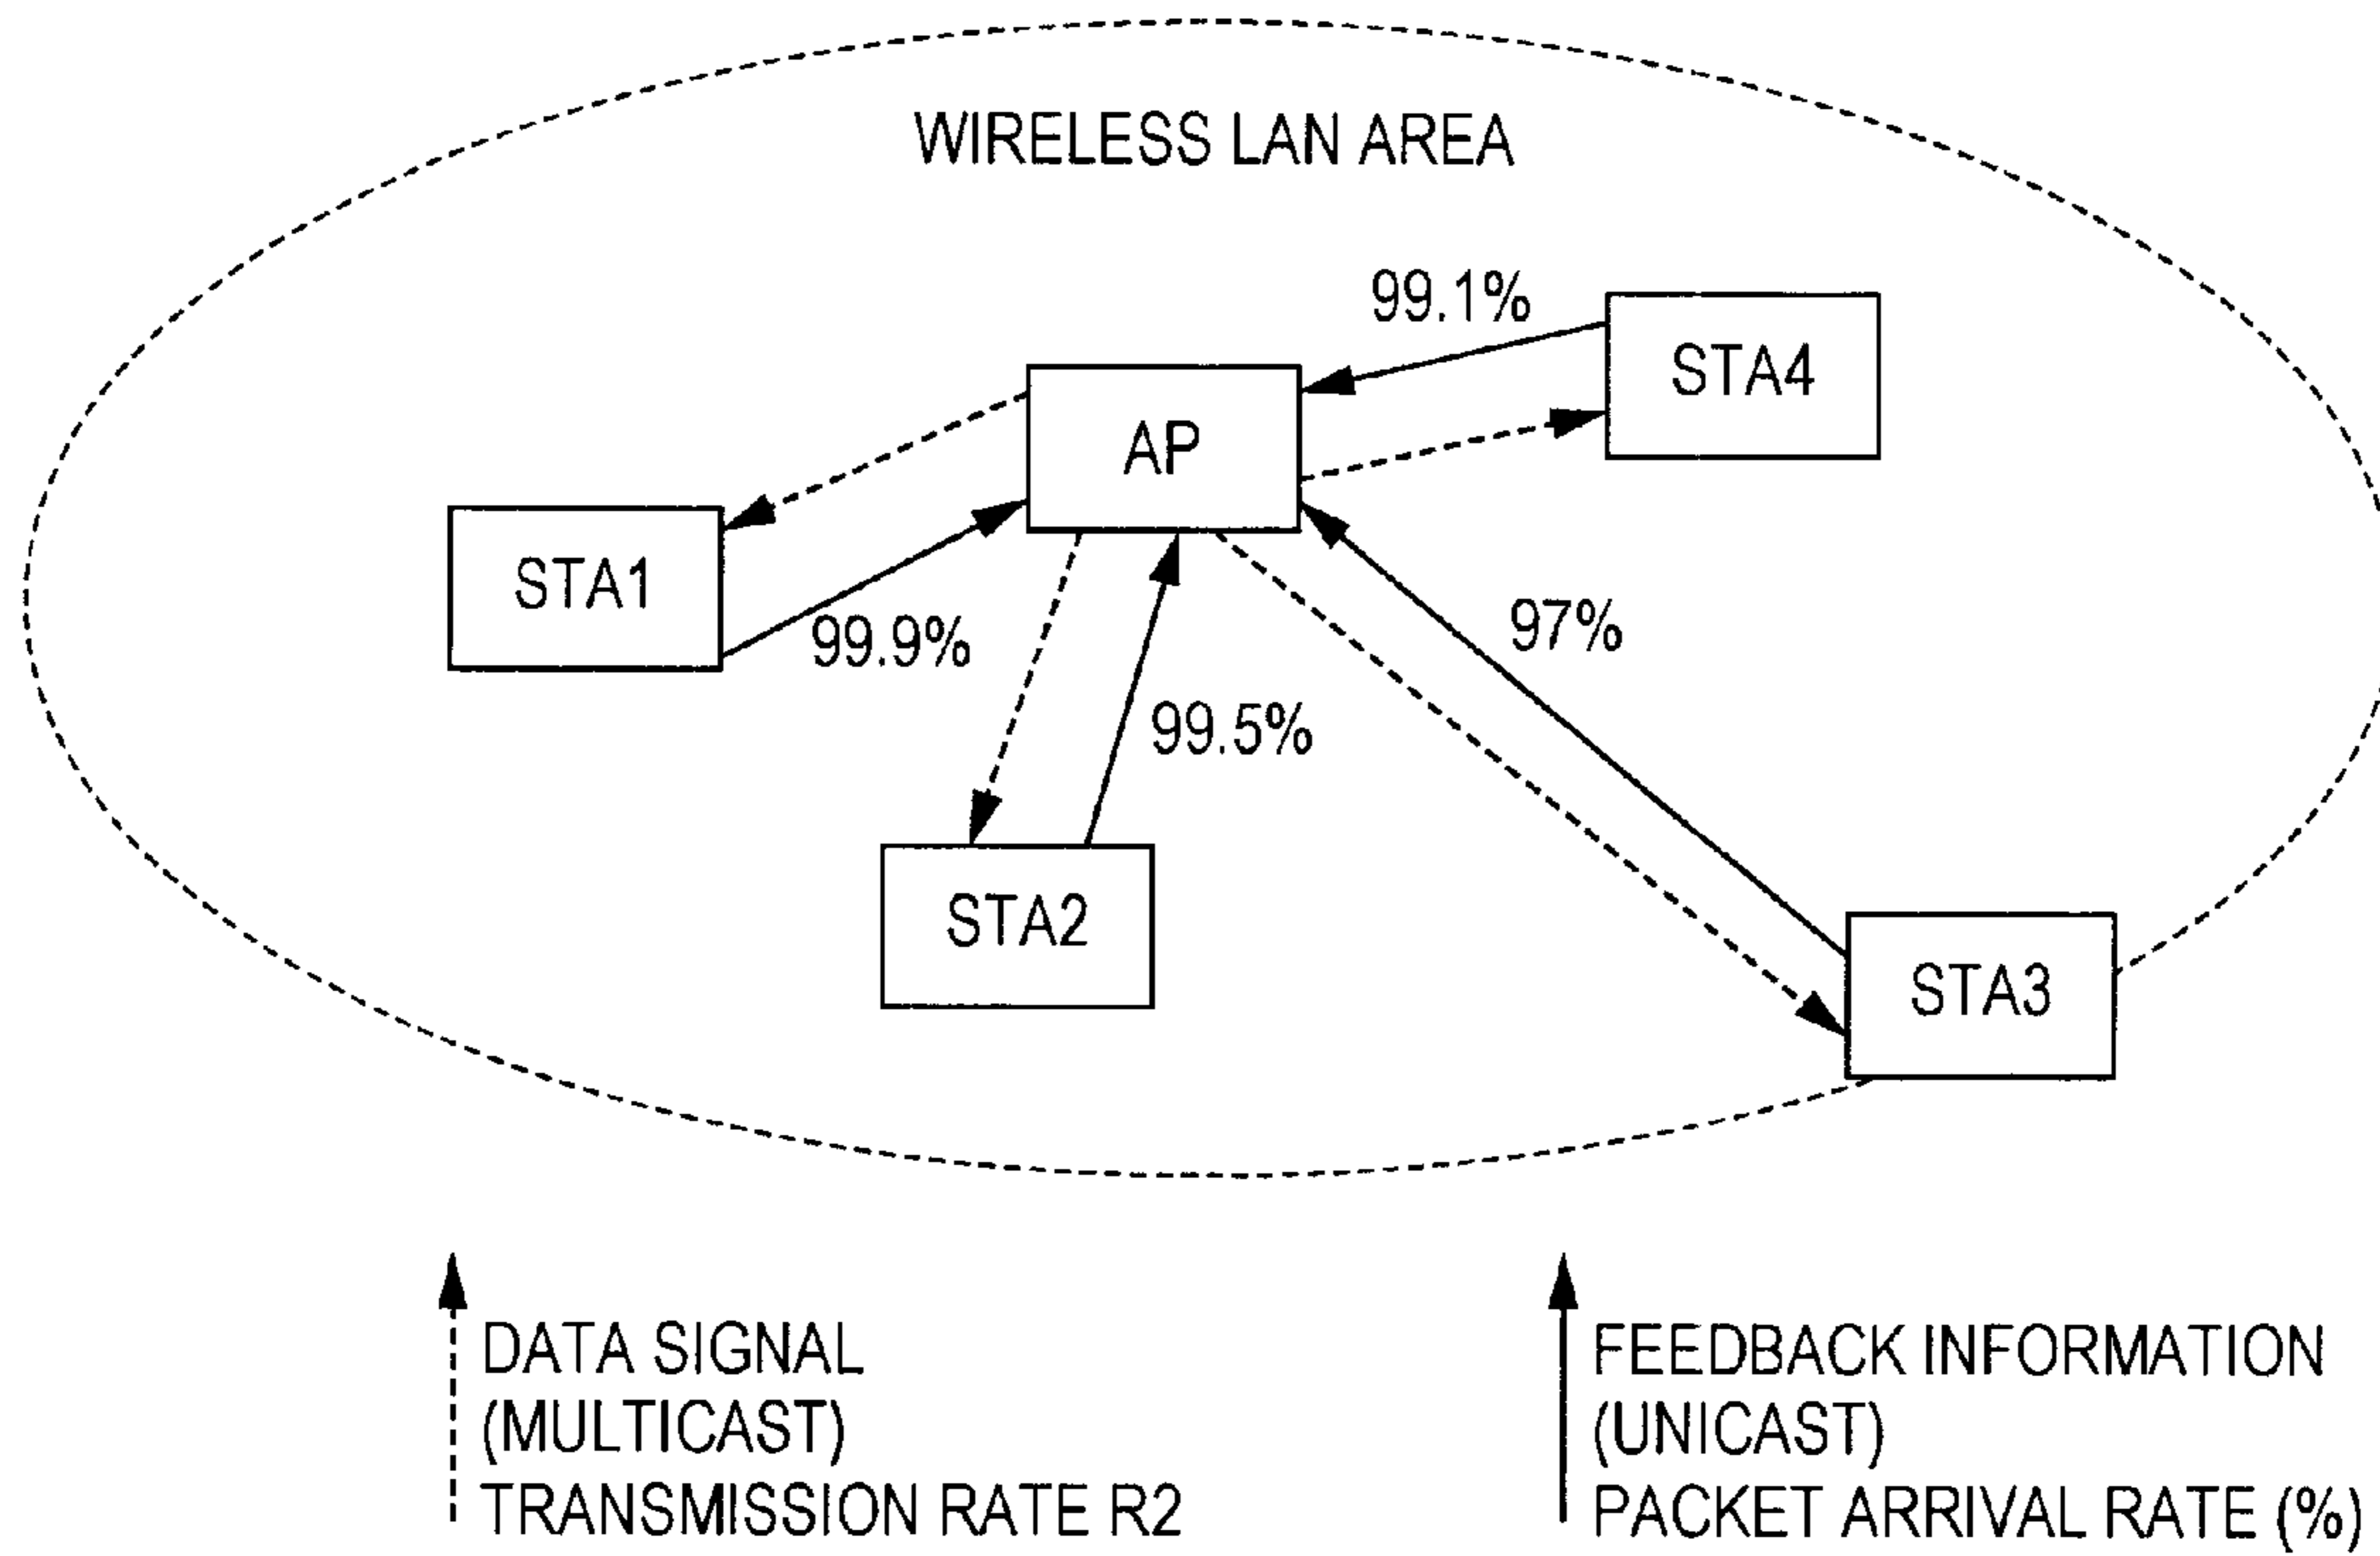 WIRELESS LAN AREA
99.1%
STA4
AP
STA1
99.9%
97%
99.5%
STA2
STA3
DATA SIGNAL
(MULTICAST)
TRANSMISSION RATE R2
FEEDBACK INFORMATION
(UNICAST)
PACKET ARRIVAL RATE (%)